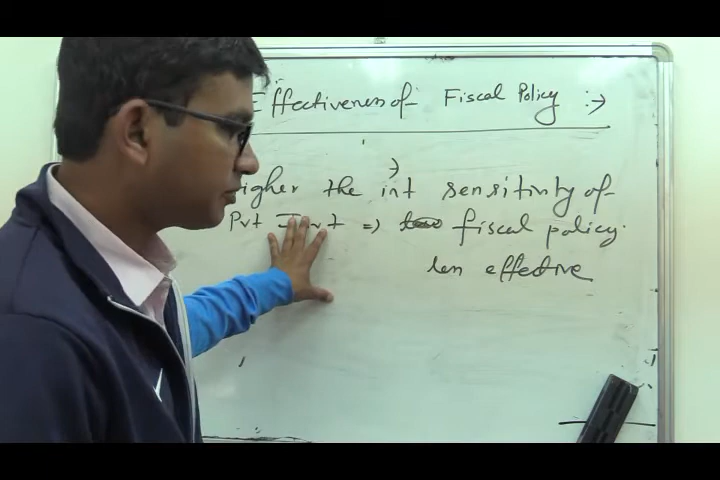 Effectiveness of Fiscal Policy :→
Higher the int sensitivity of
Pvt Invt ⇒ fiscal policy.
less effective